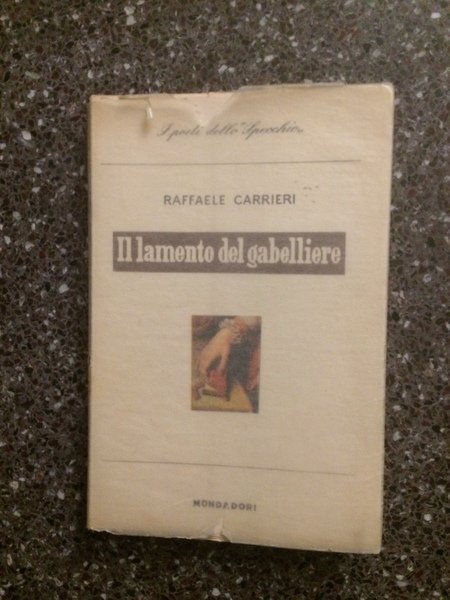 I poeti dello "Specchio"
RAFFAELE CARRIERI
Il lamento del gabelliere
MONDADORI